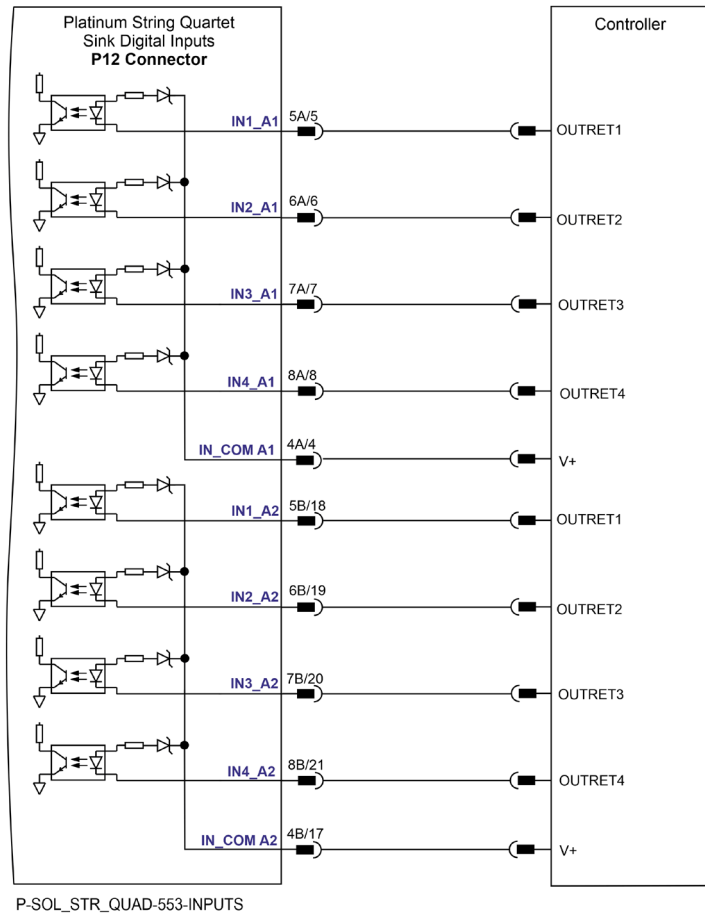 Platinum String Quartet
Sink Digital Inputs
P12 Connector
Controller
IN1_A1 5A/5 OUTRET1
IN2_A1 6A/6 OUTRET2
IN3_A1 7A/7 OUTRET3
IN4_A1 8A/8 OUTRET4
IN_COM A1 4A/4 V+
IN1_A2 5B/18 OUTRET1
IN2_A2 6B/19 OUTRET2
IN3_A2 7B/20 OUTRET3
IN4_A2 8B/21 OUTRET4
IN_COM A2 4B/17 V+
P-SOL_STR_QUAD-553-INPUTS